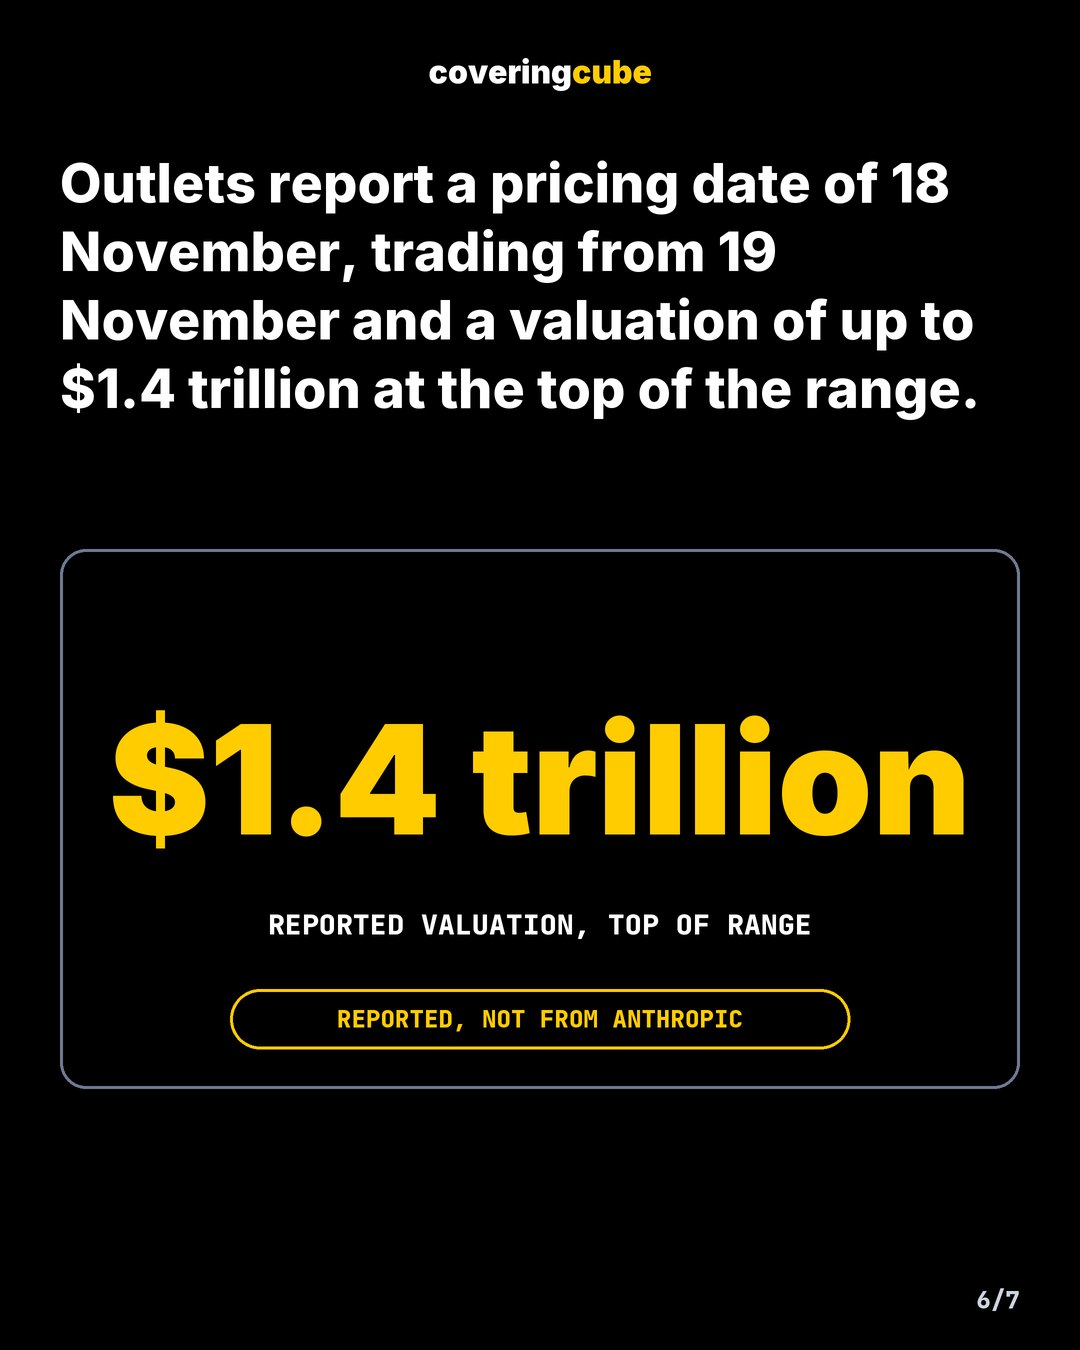 coveringcube
Outlets report a pricing date of 18
November, trading from 19
November and a valuation of up to
$1.4 trillion at the top of the range.
$1.4 trillion
REPORTED VALUATION, TOP OF RANGE
REPORTED, NOT FROM ANTHROPIC
6/7